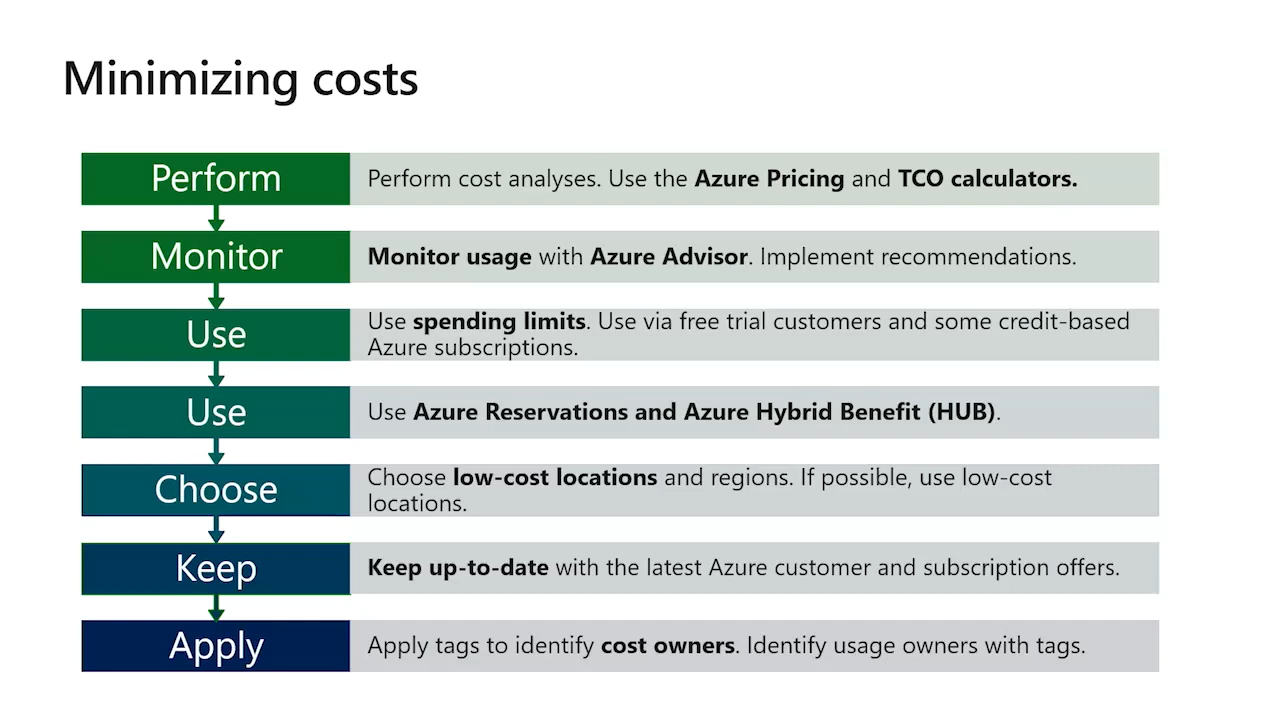 Minimizing costs
Perform
Perform cost analyses. Use the Azure Pricing and TCO calculators.
Monitor
Monitor usage with Azure Advisor. Implement recommendations.
Use
Use spending limits. Use via free trial customers and some credit-based
Azure subscriptions.
Use
Use Azure Reservations and Azure Hybrid Benefit (HUB).
Choose
Choose low-cost locations and regions. If possible, use low-cost
locations.
Keep
Keep up-to-date with the latest Azure customer and subscription offers.
Apply
Apply tags to identify cost owners. Identify usage owners with tags.